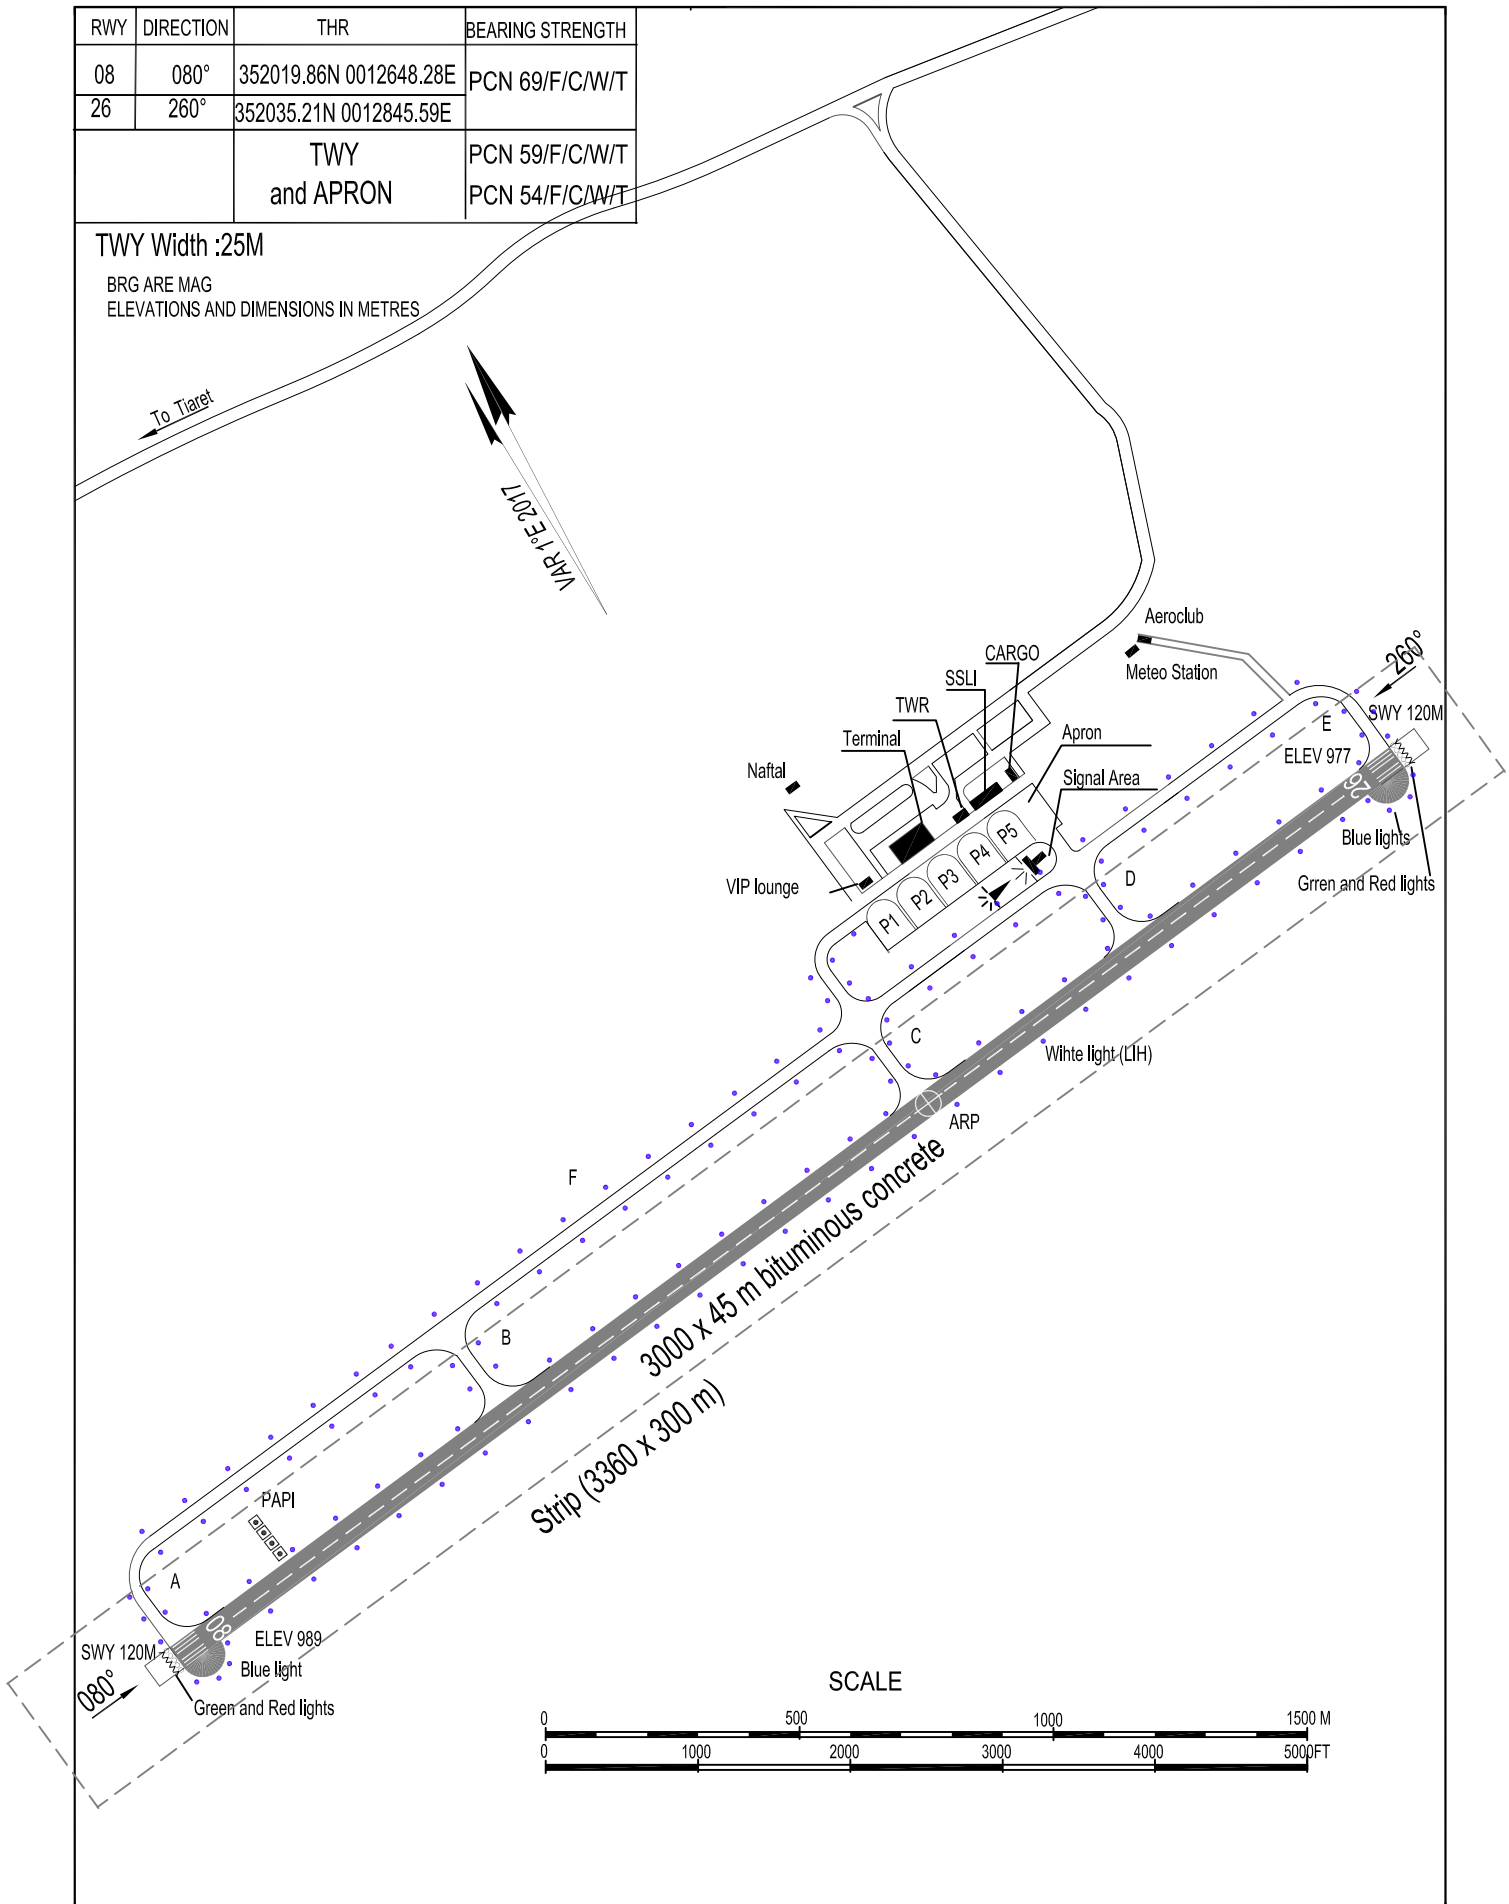 RWY DIRECTION THR BEARING STRENGTH
08 080° 352019.86N 0012648.28E PCN 69/F/C/W/T
26 260° 352035.21N 0012845.59E
TWY PCN 59/F/C/W/T
and APRON PCN 54/F/C/W/T
TWY Width :25M
BRG ARE MAG
ELEVATIONS AND DIMENSIONS IN METRES
To Tiaret
VAR 1°E 2017
Aeroclub
Meteo Station
260°
SWY 120M
CARGO
SSLI
TWR
Terminal
Apron
Signal Area
Naftal
VIP lounge
E
ELEV 977
26
Blue lights
Grren and Red lights
P1
P2
P3
P4
P5
D
C
Wihte light (LIH)
ARP
F
3000 x 45 m bituminous concrete
B
Strip (3360 x 300 m)
PAPI
A
08
ELEV 989
SWY 120M
Blue light
080°
Green and Red lights
SCALE
0 500 1000 1500 M
0 1000 2000 3000 4000 5000FT